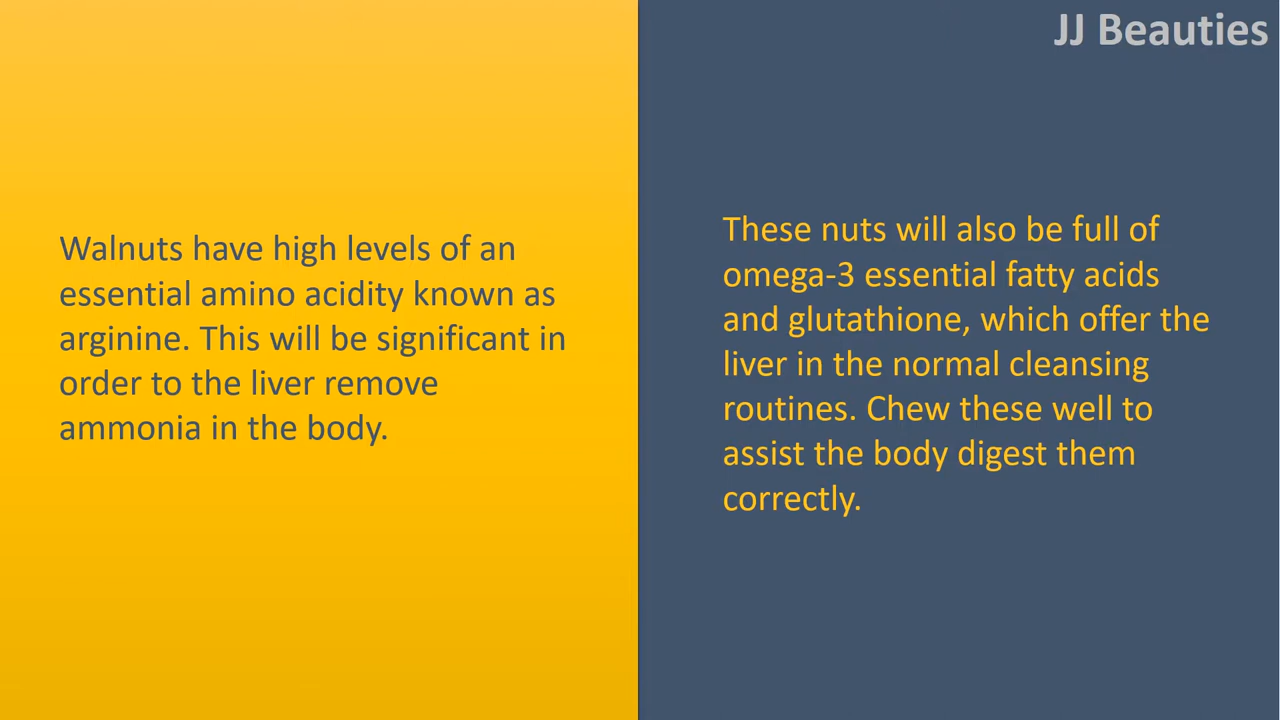 JJ Beauties
Walnuts have high levels of an
essential amino acidity known as
arginine. This will be significant in
order to the liver remove
ammonia in the body.
These nuts will also be full of
omega-3 essential fatty acids
and glutathione, which offer the
liver in the normal cleansing
routines. Chew these well to
assist the body digest them
correctly.